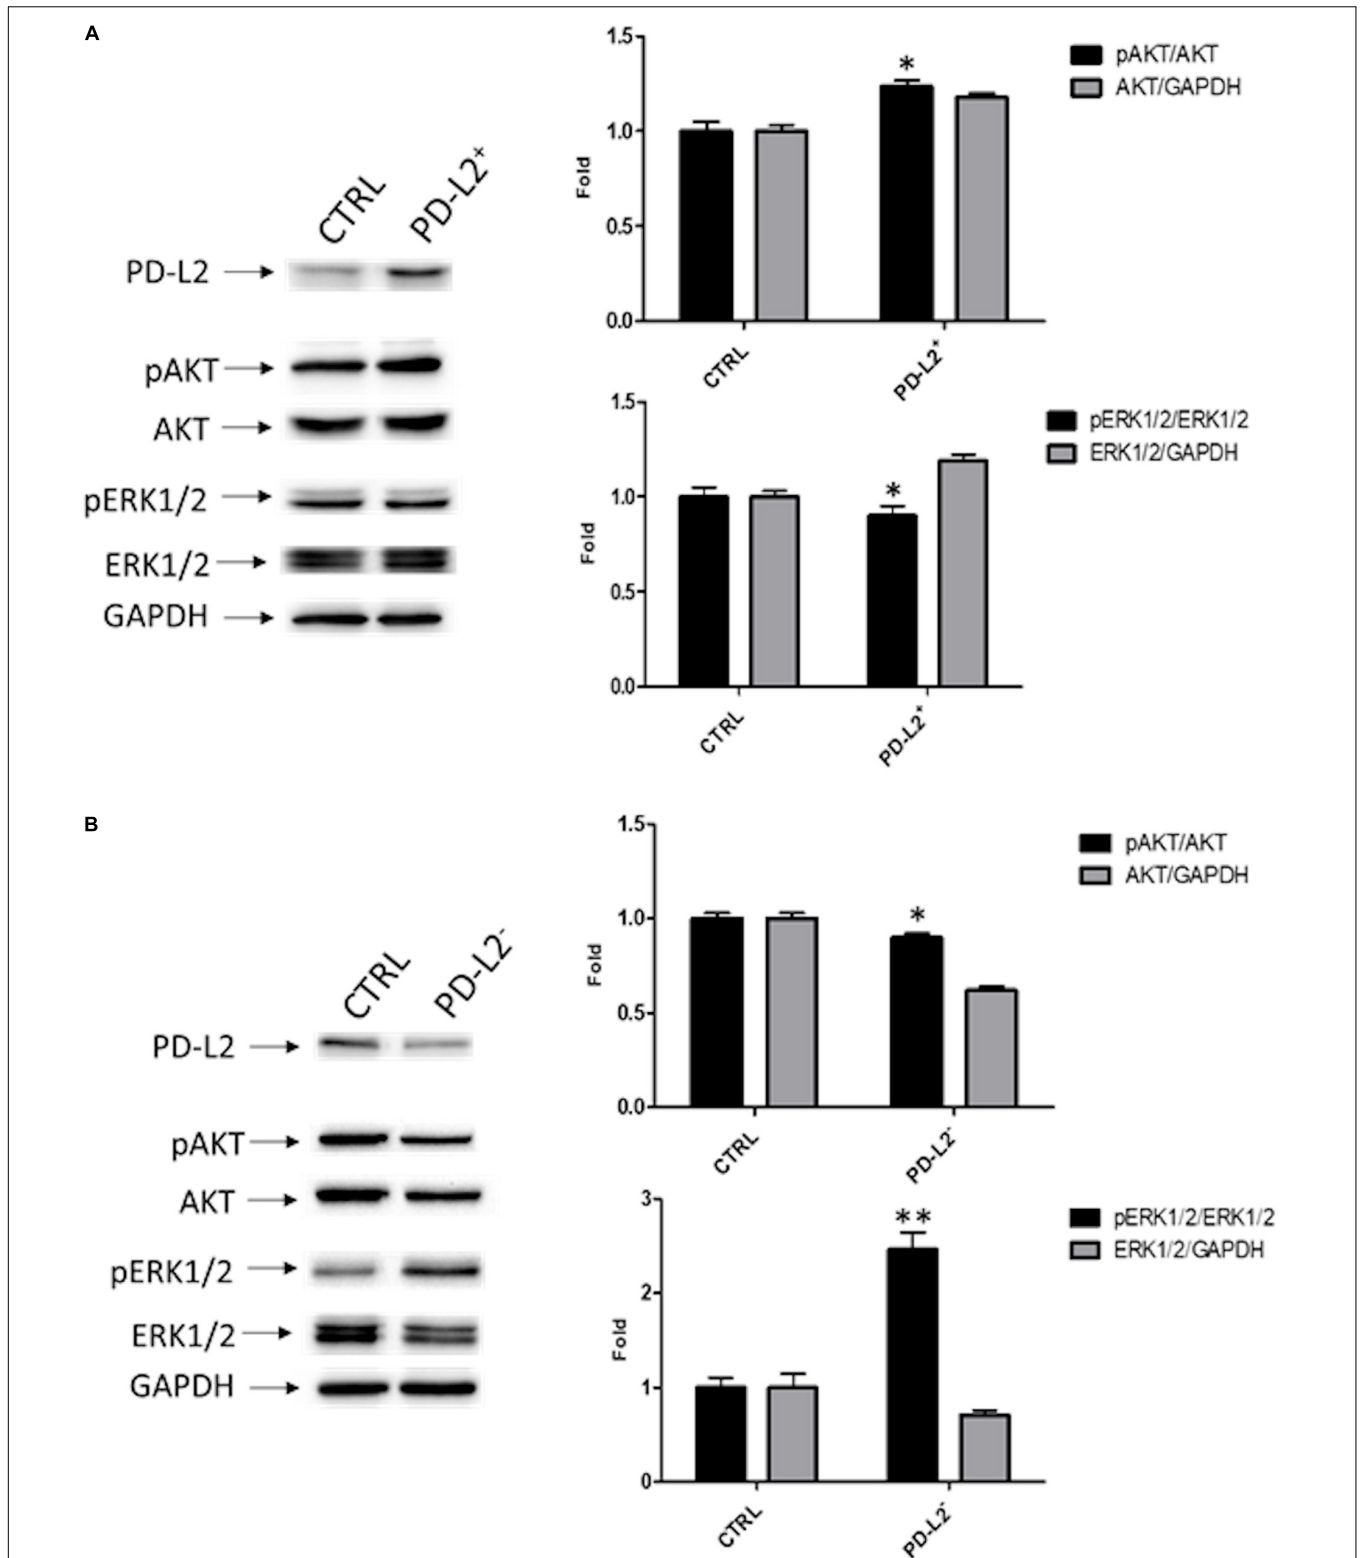 A
CTRL
PD-L2+
PD-L2
pAKT
AKT
pERK1/2
ERK1/2
GAPDH
1.5
1.0
0.5
0.0
Fold
*
CTRL
PD-L2+
pAKT/AKT
AKT/GAPDH
1.5
1.0
0.5
0.0
Fold
*
CTRL
PD-L2+
pERK1/2/ERK1/2
ERK1/2/GAPDH
B
CTRL
PD-L2-
PD-L2
pAKT
AKT
pERK1/2
ERK1/2
GAPDH
1.5
1.0
0.5
0.0
Fold
*
CTRL
PD-L2-
pAKT/AKT
AKT/GAPDH
3
2
1
0
Fold
**
CTRL
PD-L2-
pERK1/2/ERK1/2
ERK1/2/GAPDH